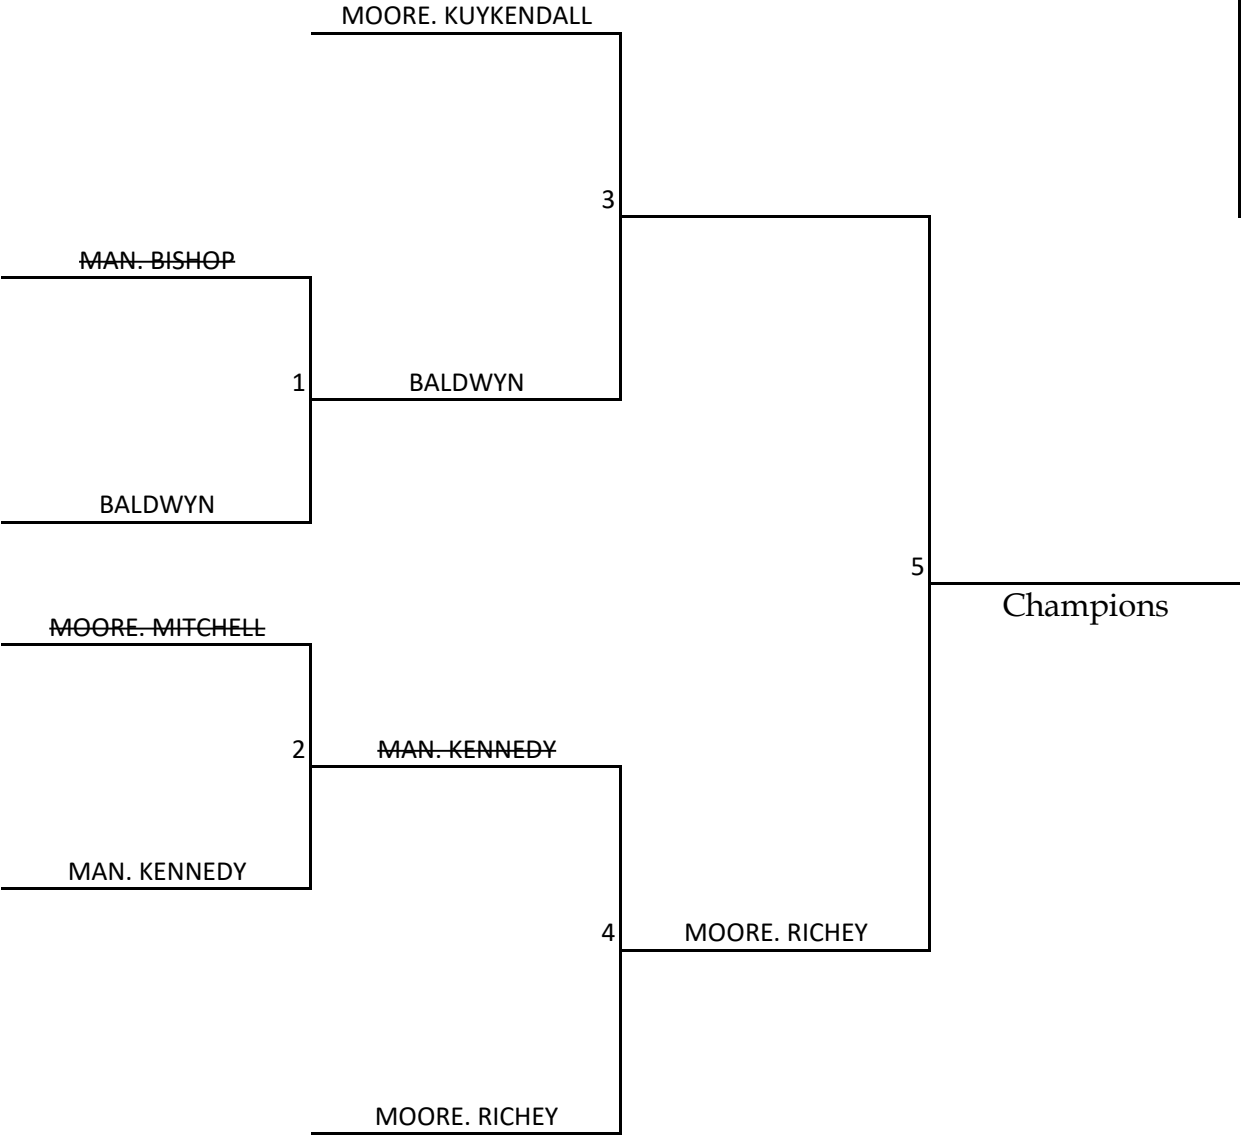 MOORE. KUYKENDALL
3
MAN. BISHOP
1
BALDWYN
BALDWYN
5
Champions
MOORE. MITCHELL
2
MAN. KENNEDY
MAN. KENNEDY
4
MOORE. RICHEY
MOORE. RICHEY